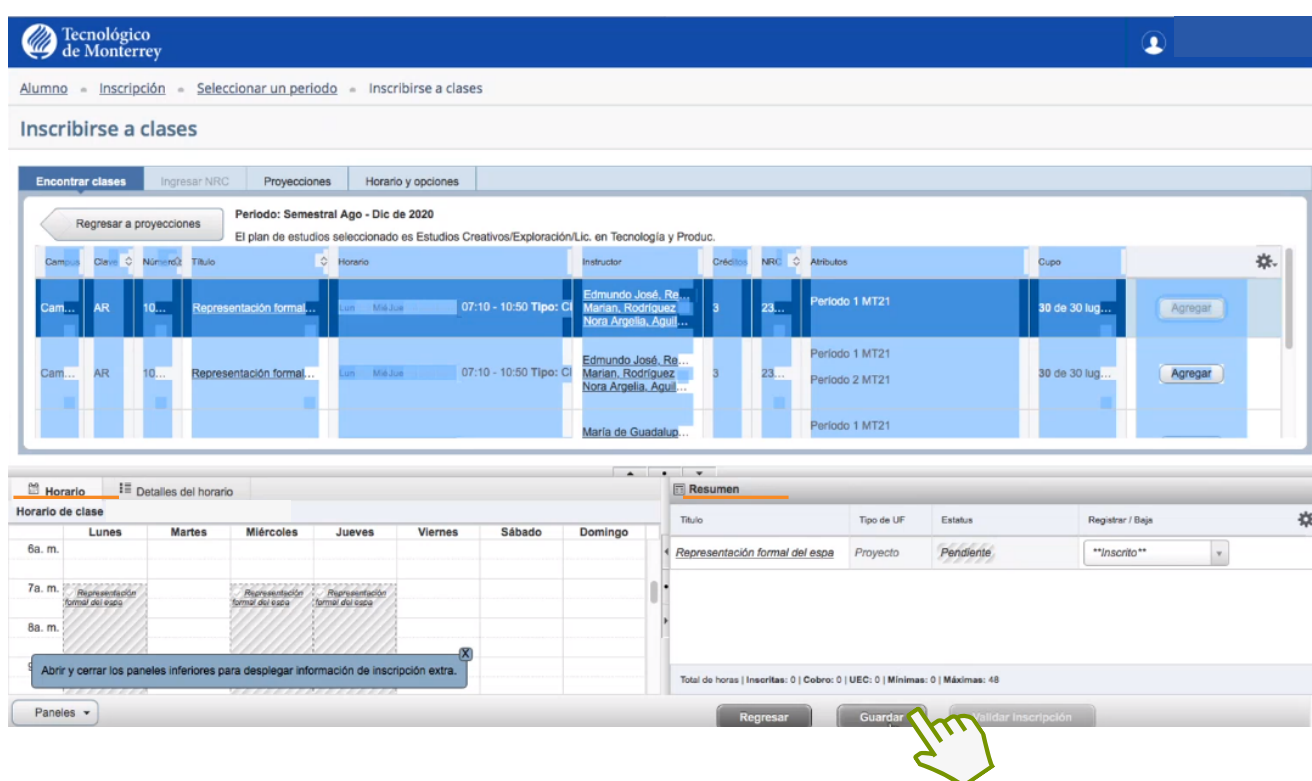 Tecnológico
de Monterrey
Alumno Inscripción Seleccionar un periodo Inscribirse a clases
Inscribirse a clases
Encontrar clases Ingresar NRC Proyecciones Horario y opciones
Regresar a proyecciones
Periodo: Semestral Ago - Dic de 2020
El plan de estudios seleccionado es Estudios Creativos/Exploración/Lic. en Tecnología y Produc.
Campus Clave Título Horario Instructor Créditos NRC Atributos Cupo
Cam... AR 10... Representación formal... Lun Mié Jue 07:10 - 10:50 Tipo: Cl Edmundo José, Re...
Marian, Rodríguez
Nora Argelia, Aguil... 3 23... Periodo 1 MT21 30 de 30 lug... Agregar
Cam... AR 10... Representación formal... Lun Mié Jue 07:10 - 10:50 Tipo: Cl Edmundo José, Re...
Marian, Rodríguez
Nora Argelia, Aguil... 3 23... Periodo 1 MT21
Periodo 2 MT21 30 de 30 lug... Agregar
María de Guadalup... Periodo 1 MT21
Horario Detalles del horario
Horario de clase
Lunes Martes Miércoles Jueves Viernes Sábado Domingo
6a. m.
7a. m. Representación formal del espa Representación formal del espa Representación formal del espa
8a. m.
9
Abrir y cerrar los paneles inferiores para desplegar información de inscripción extra. X
Resumen
Título Tipo de UF Estatus Registrar / Baja
Representación formal del espa Proyecto Pendiente **Inscrito**
Total de horas | Inscritas: 0 | Cobro: 0 | UEC: 0 | Mínimas: 0 | Máximas: 48
Paneles Regresar Guardar Validar Inscripción